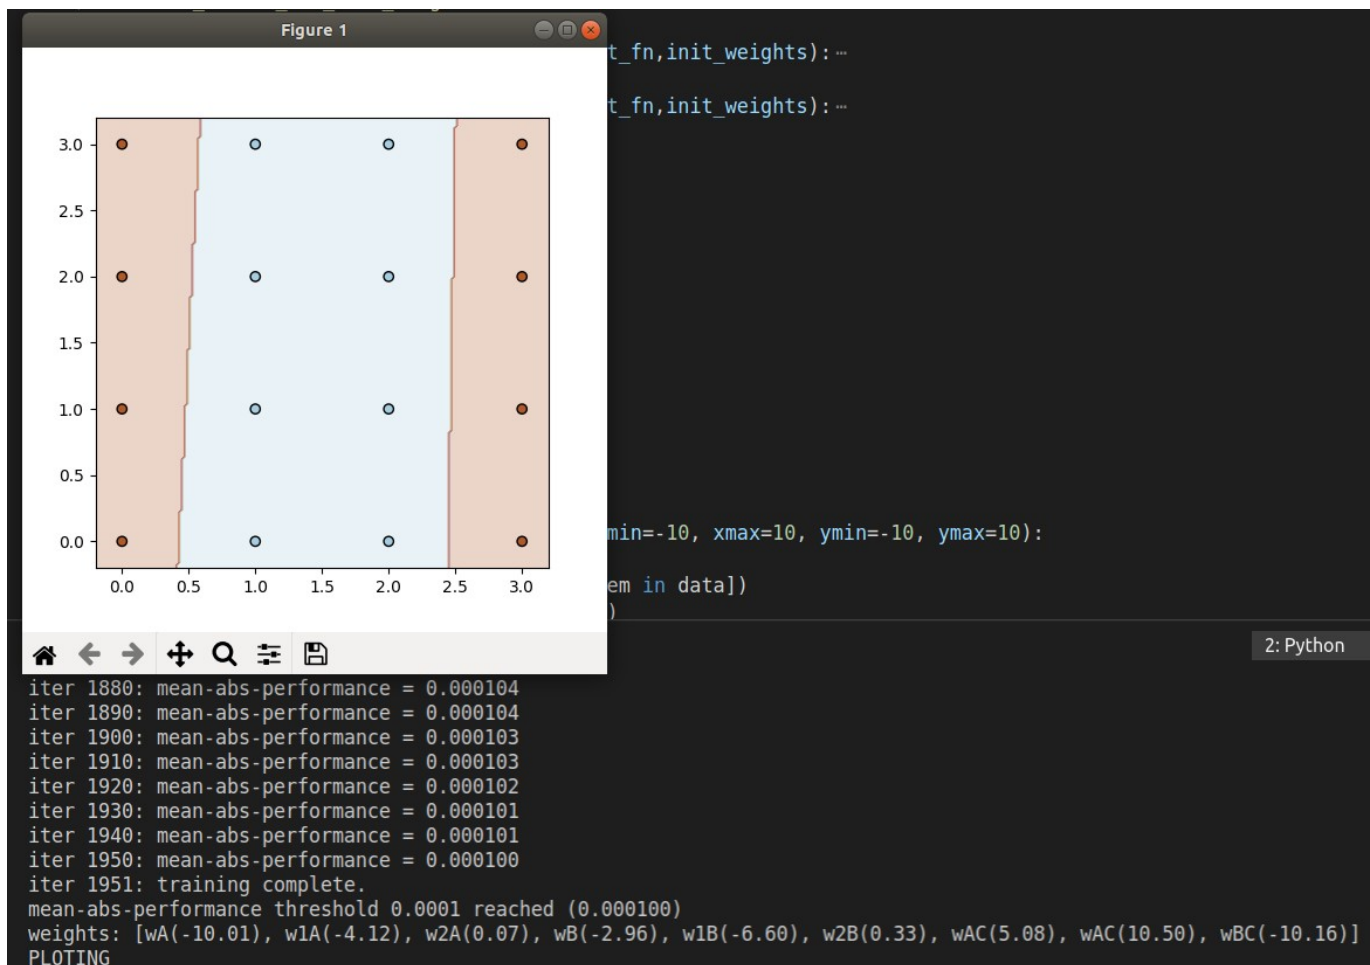 Figure 1
t_fn,init_weights):
t_fn,init_weights):
3.0
2.5
2.0
1.5
1.0
0.5
0.0
0.0 0.5 1.0 1.5 2.0 2.5 3.0
min=-10, xmax=10, ymin=-10, ymax=10):
em in data])
)
2: Python
iter 1880: mean-abs-performance = 0.000104
iter 1890: mean-abs-performance = 0.000104
iter 1900: mean-abs-performance = 0.000103
iter 1910: mean-abs-performance = 0.000103
iter 1920: mean-abs-performance = 0.000102
iter 1930: mean-abs-performance = 0.000101
iter 1940: mean-abs-performance = 0.000101
iter 1950: mean-abs-performance = 0.000100
iter 1951: training complete.
mean-abs-performance threshold 0.0001 reached (0.000100)
weights: [wA(-10.01), w1A(-4.12), w2A(0.07), wB(-2.96), w1B(-6.60), w2B(0.33), wAC(5.08), wAC(10.50), wBC(-10.16)]
PLOTING